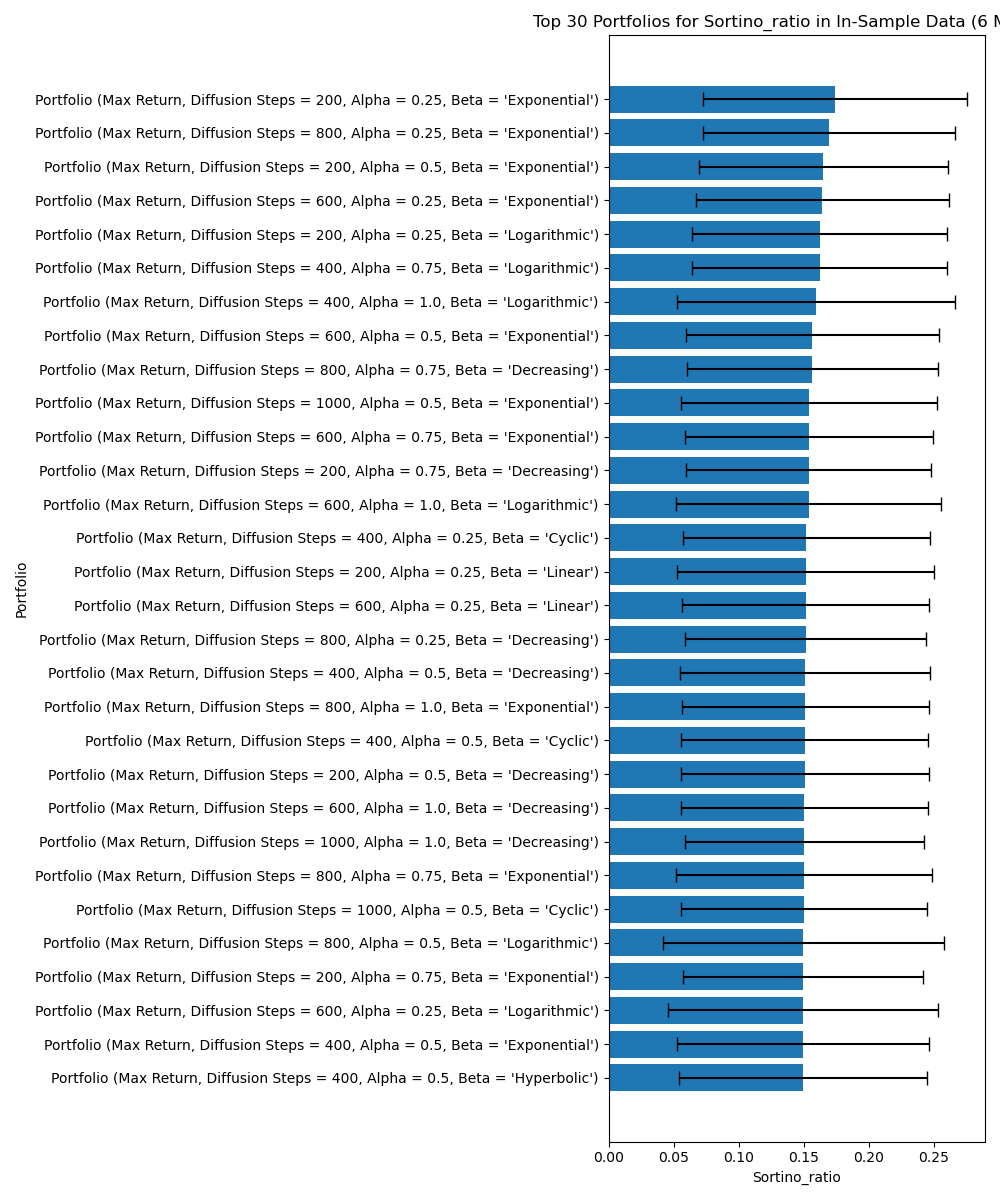 Top 30 Portfolios for Sortino_ratio in In-Sample Data (6 M
Portfolio (Max Return, Diffusion Steps = 200, Alpha = 0.25, Beta = 'Exponential')
Portfolio (Max Return, Diffusion Steps = 800, Alpha = 0.25, Beta = 'Exponential')
Portfolio (Max Return, Diffusion Steps = 200, Alpha = 0.5, Beta = 'Exponential')
Portfolio (Max Return, Diffusion Steps = 600, Alpha = 0.25, Beta = 'Exponential')
Portfolio (Max Return, Diffusion Steps = 200, Alpha = 0.25, Beta = 'Logarithmic')
Portfolio (Max Return, Diffusion Steps = 400, Alpha = 0.75, Beta = 'Logarithmic')
Portfolio (Max Return, Diffusion Steps = 400, Alpha = 1.0, Beta = 'Logarithmic')
Portfolio (Max Return, Diffusion Steps = 600, Alpha = 0.5, Beta = 'Exponential')
Portfolio (Max Return, Diffusion Steps = 800, Alpha = 0.75, Beta = 'Decreasing')
Portfolio (Max Return, Diffusion Steps = 1000, Alpha = 0.5, Beta = 'Exponential')
Portfolio (Max Return, Diffusion Steps = 600, Alpha = 0.75, Beta = 'Exponential')
Portfolio (Max Return, Diffusion Steps = 200, Alpha = 0.75, Beta = 'Decreasing')
Portfolio (Max Return, Diffusion Steps = 600, Alpha = 1.0, Beta = 'Logarithmic')
Portfolio (Max Return, Diffusion Steps = 400, Alpha = 0.25, Beta = 'Cyclic')
Portfolio (Max Return, Diffusion Steps = 200, Alpha = 0.25, Beta = 'Linear')
Portfolio (Max Return, Diffusion Steps = 600, Alpha = 0.25, Beta = 'Linear')
Portfolio (Max Return, Diffusion Steps = 800, Alpha = 0.25, Beta = 'Decreasing')
Portfolio (Max Return, Diffusion Steps = 400, Alpha = 0.5, Beta = 'Decreasing')
Portfolio (Max Return, Diffusion Steps = 800, Alpha = 1.0, Beta = 'Exponential')
Portfolio (Max Return, Diffusion Steps = 400, Alpha = 0.5, Beta = 'Cyclic')
Portfolio (Max Return, Diffusion Steps = 200, Alpha = 0.5, Beta = 'Decreasing')
Portfolio (Max Return, Diffusion Steps = 600, Alpha = 1.0, Beta = 'Decreasing')
Portfolio (Max Return, Diffusion Steps = 1000, Alpha = 1.0, Beta = 'Decreasing')
Portfolio (Max Return, Diffusion Steps = 800, Alpha = 0.75, Beta = 'Exponential')
Portfolio (Max Return, Diffusion Steps = 1000, Alpha = 0.5, Beta = 'Cyclic')
Portfolio (Max Return, Diffusion Steps = 800, Alpha = 0.5, Beta = 'Logarithmic')
Portfolio (Max Return, Diffusion Steps = 200, Alpha = 0.75, Beta = 'Exponential')
Portfolio (Max Return, Diffusion Steps = 600, Alpha = 0.25, Beta = 'Logarithmic')
Portfolio (Max Return, Diffusion Steps = 400, Alpha = 0.5, Beta = 'Exponential')
Portfolio (Max Return, Diffusion Steps = 400, Alpha = 0.5, Beta = 'Hyperbolic')
Portfolio
0.00 0.05 0.10 0.15 0.20 0.25
Sortino_ratio